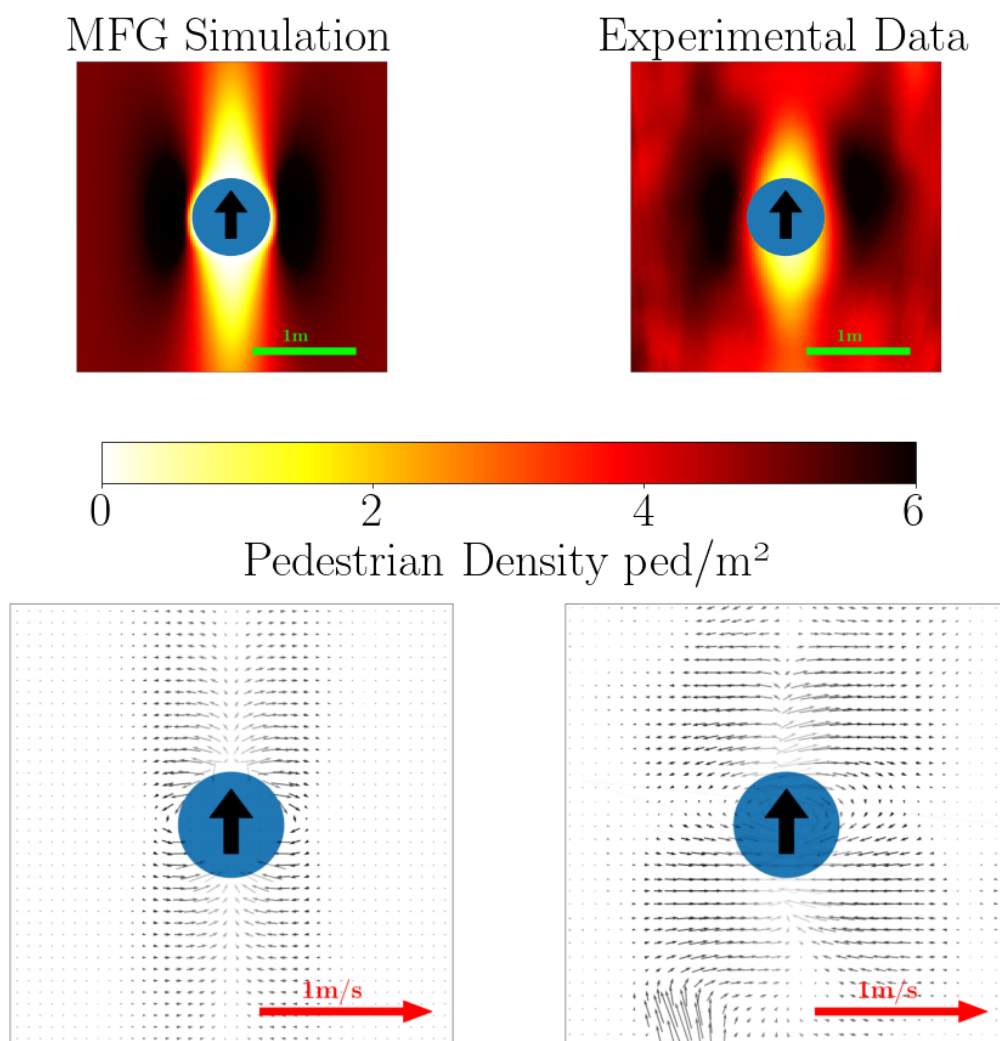 MFG Simulation
Experimental Data
1m
1m
0 2 4 6
Pedestrian Density ped/m²
1m/s
1m/s